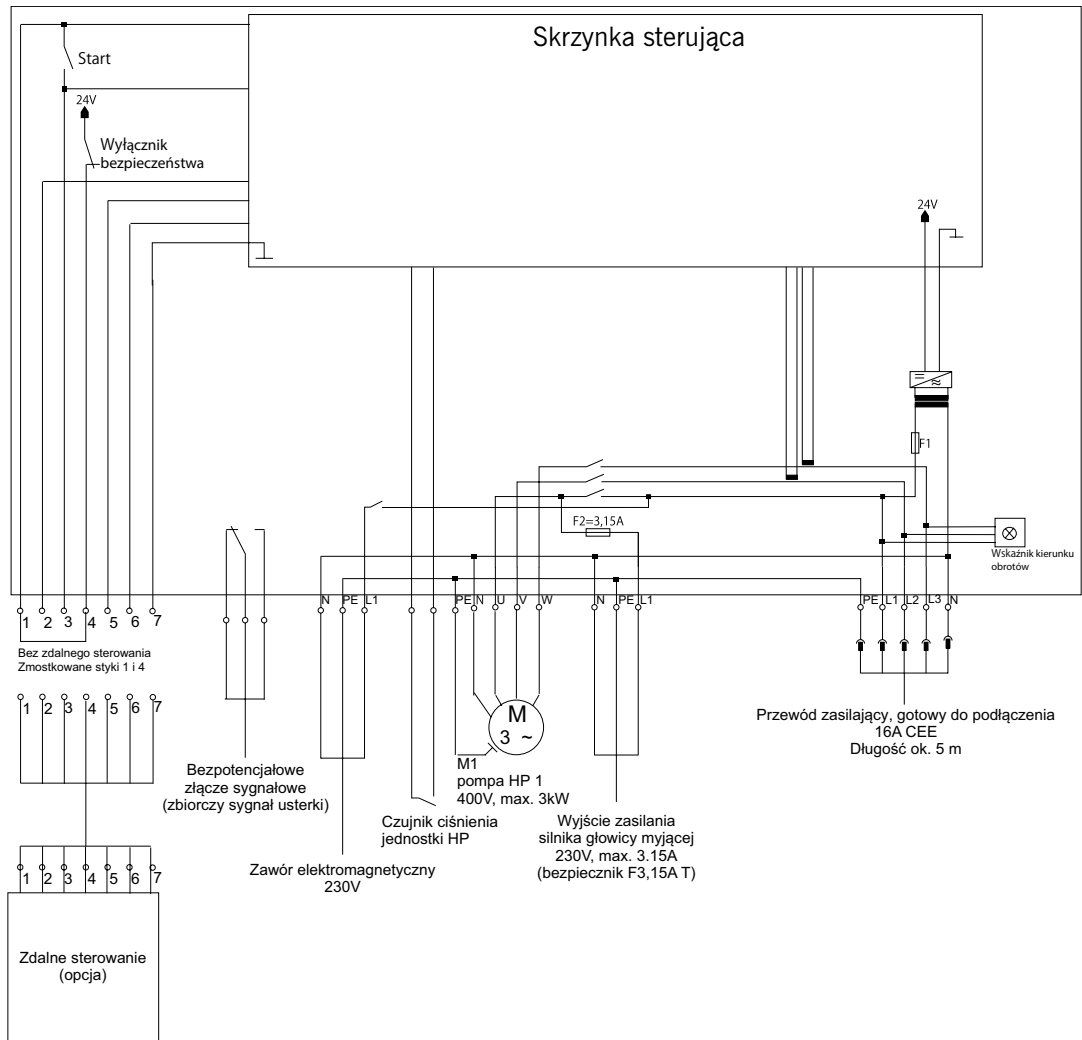 Skrzynka sterująca
Start
24V
Wyłącznik
bezpieczeństwa
24V
F1
F2=3,15A
Wskaźnik kierunku
obrotów
N PE L1
PE N U V W
N PE L1
PE L1 L2 L3 N
1 2 3 4 5 6 7
Bez zdalnego sterowania
Zmostkowane styki 1 i 4
1 2 3 4 5 6 7
M
3 ~
M1
pompa HP 1
400V, max. 3kW
Przewód zasilający, gotowy do podłączenia
16A CEE
Długość ok. 5 m
Bezpotencjałowe
złącze sygnałowe
(zbiorczy sygnał usterki)
Czujnik ciśnienia
jednostki HP
Wyjście zasilania
silnika głowicy myjącej
230V, max. 3.15A
(bezpiecznik F3,15A T)
Zawór elektromagnetyczny
230V
1 2 3 4 5 6 7
Zdalne sterowanie
(opcja)